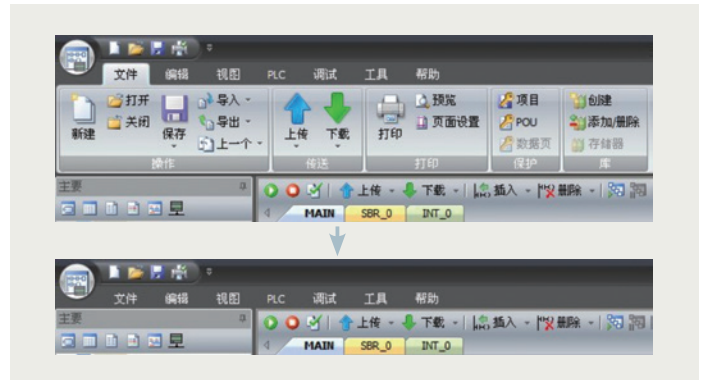 文件 编辑 视图 PLC 调试 工具 帮助
新建 打开 关闭 保存 导入 导出 上一个 上传 下载 打印 预览 页面设置 项目 POU 数据页 创建 添加/删除 存储器
操作 传送 打印 保护 库
主要 上传 下载 插入 删除
MAIN SBR_0 INT_0
文件 编辑 视图 PLC 调试 工具 帮助
主要 上传 下载 插入 删除
MAIN SBR_0 INT_0